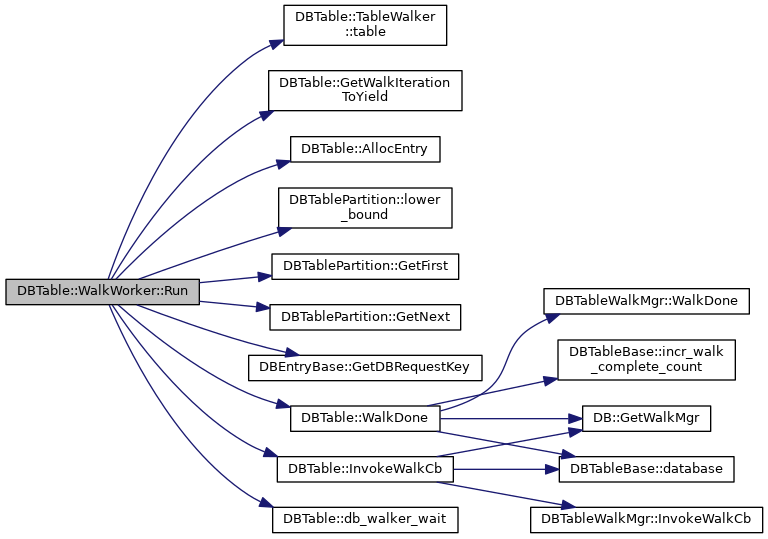 DBTable::TableWalker
::table
DBTable::GetWalkIteration
ToYield
DBTable::AllocEntry
DBTablePartition::lower
_bound
DBTablePartition::GetFirst
DBTable::WalkWorker::Run
DBTablePartition::GetNext
DBTableWalkMgr::WalkDone
DBEntryBase::GetDBRequestKey
DBTableBase::incr_walk
_complete_count
DBTable::WalkDone
DB::GetWalkMgr
DBTable::InvokeWalkCb
DBTableBase::database
DBTable::db_walker_wait
DBTableWalkMgr::InvokeWalkCb